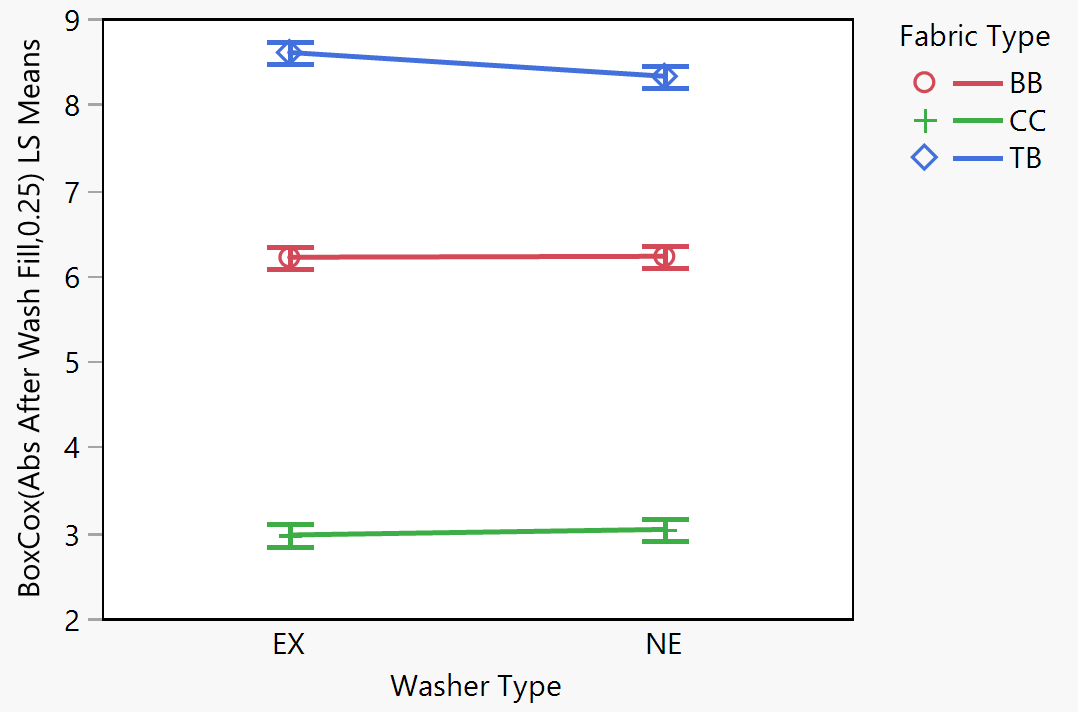 BoxCox(Abs After Wash Fill,0.25) LS Means
9
8
7
6
5
4
3
2
EX
NE
Washer Type
Fabric Type
BB
CC
TB